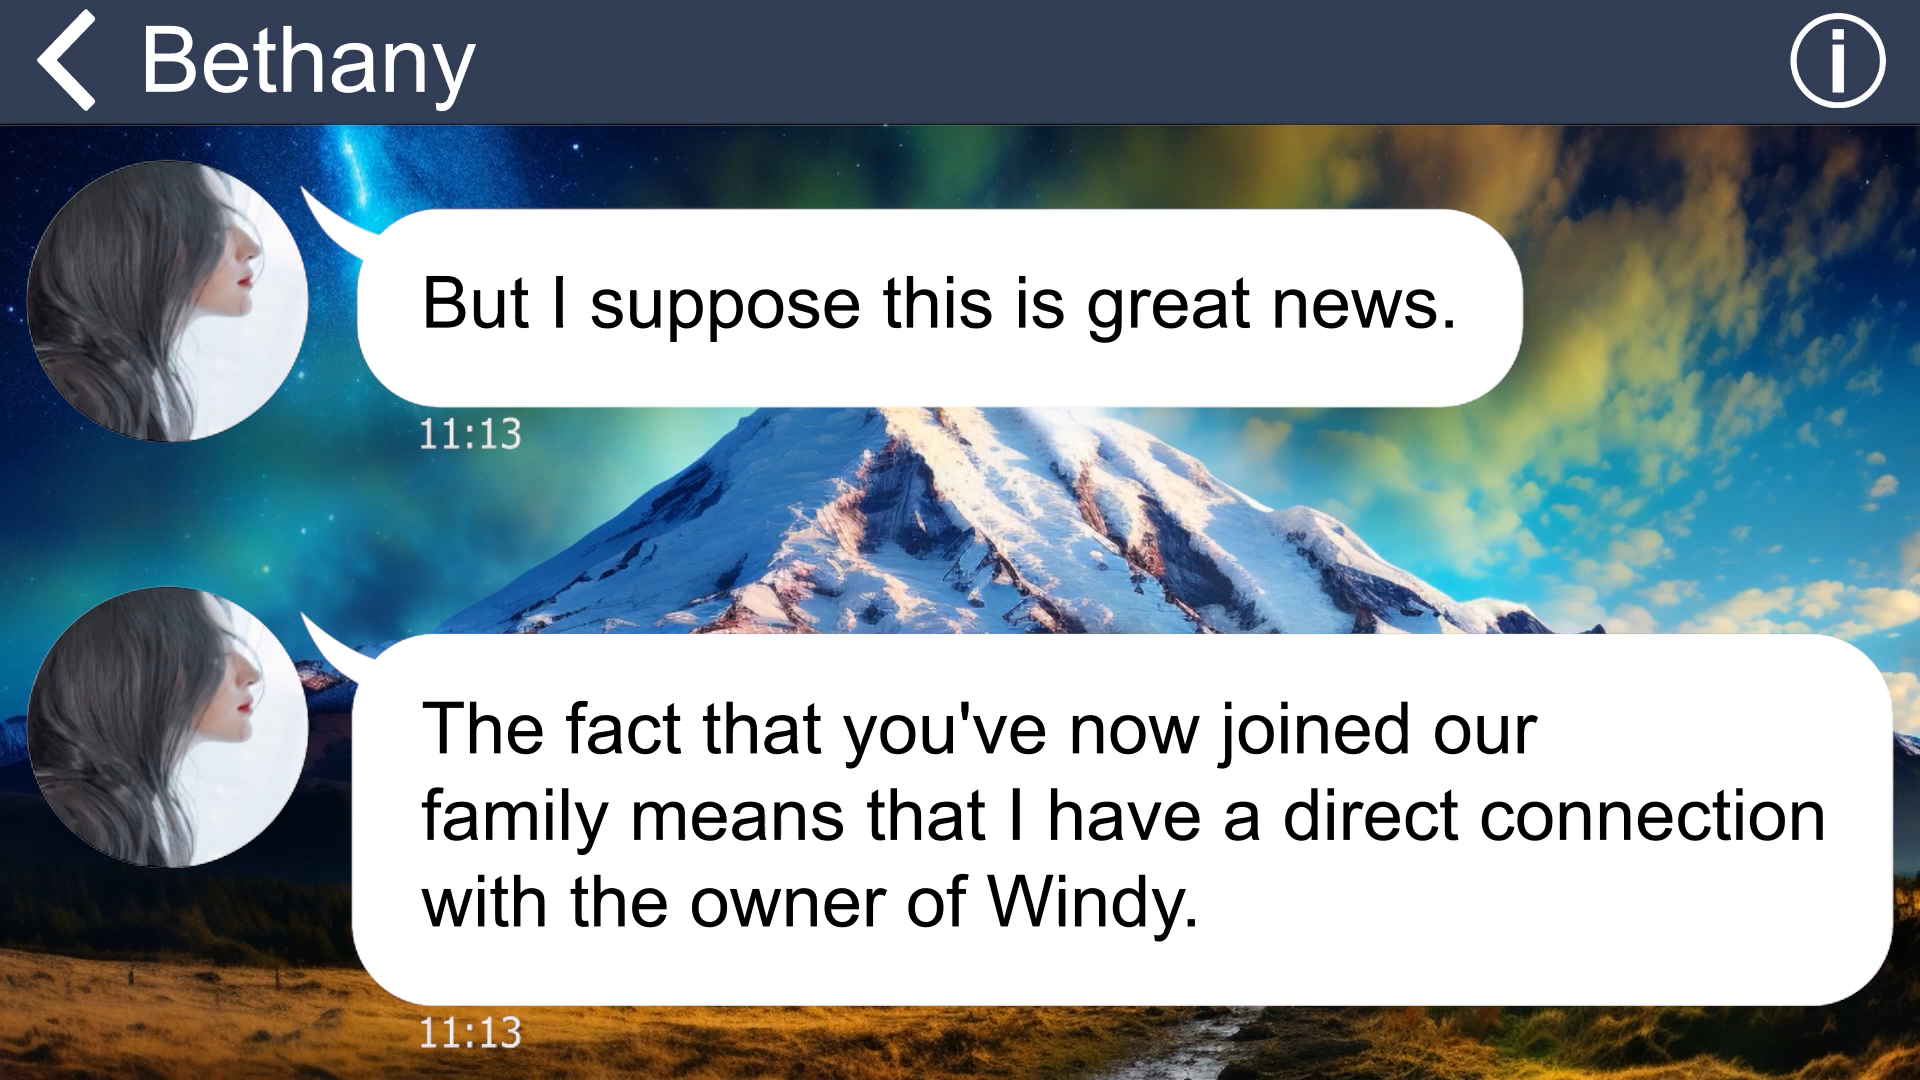 Bethany
But I suppose this is great news.
11:13
The fact that you've now joined our
family means that I have a direct connection
with the owner of Windy.
11:13